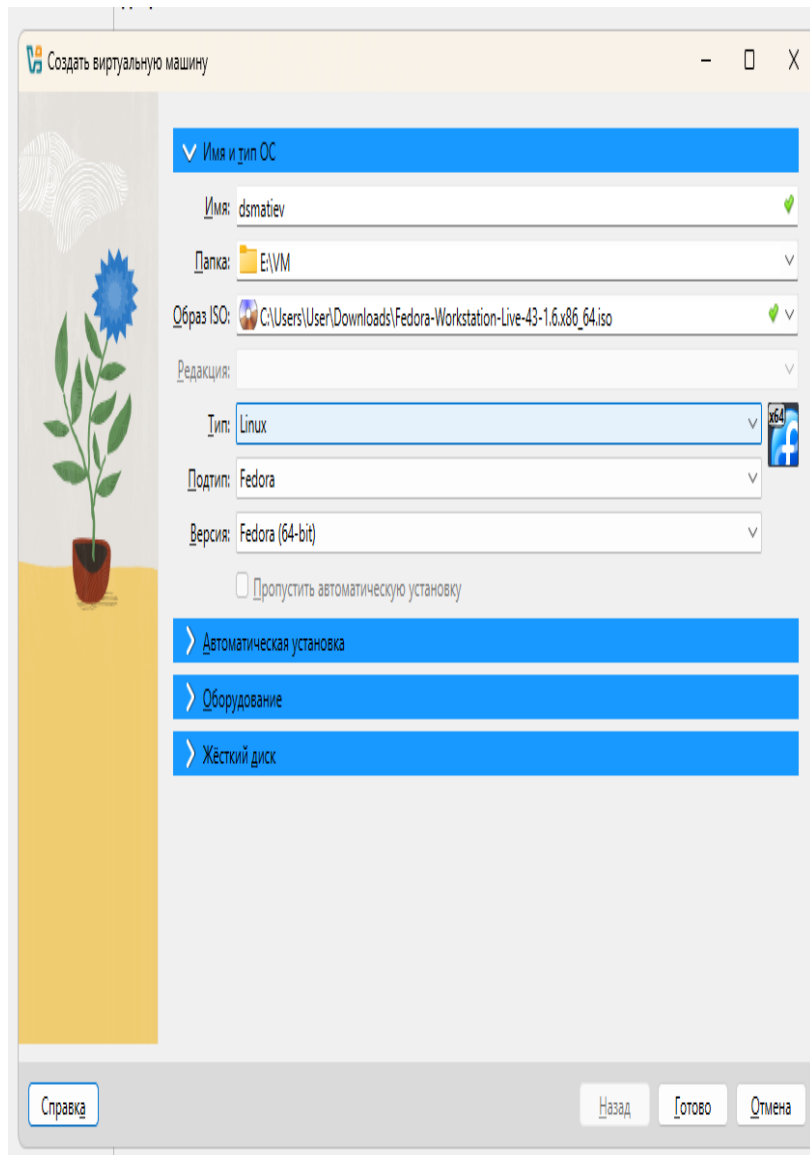 Создать виртуальную машину
Имя и тип ОС
Имя: dsmatiev
Папка: E:\VM
Образ ISO: C:\Users\User\Downloads\Fedora-Workstation-Live-43-1.6.x86_64.iso
Редакция:
Тип: Linux
x64
Подтип: Fedora
Версия: Fedora (64-bit)
Пропустить автоматическую установку
Автоматическая установка
Оборудование
Жёсткий диск
Справка Назад Готово Отмена